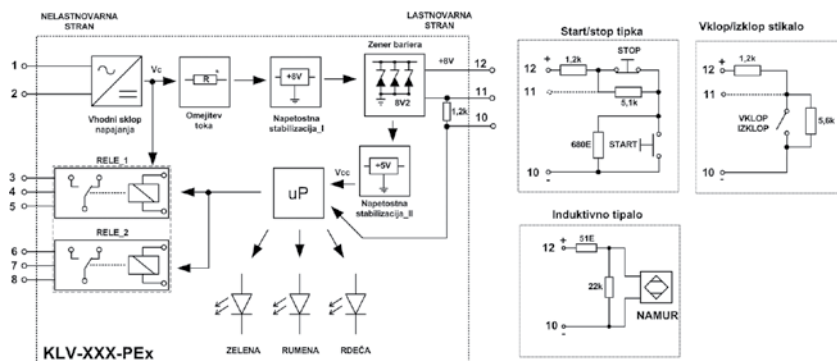 NELASTNOVARNA
STRAN
LASTNOVARNA
STRAN
1
2
Vhodni sklop
napajanja
Vc
R
*
Omejitev
toka
+8V
Napetostna
stabilizacija_I
Zener bariera
8V2
+8V
12
11
1,2k
10
RELE_1
3
4
5
RELE_2
6
7
8
uP
Vcc
+5V
Napetostna
stabilizacija_II
ZELENA
RUMENA
RDEČA
KLV-XXX-PEx
Start/stop tipka
12
+
1,2k
STOP
11
5,1k
680E
START
10
-
Vklop/izklop stikalo
12
+
1,2k
11
VKLOP
IZKLOP
5,6k
10
-
Induktivno tipalo
12
+
51E
22k
NAMUR
10
-